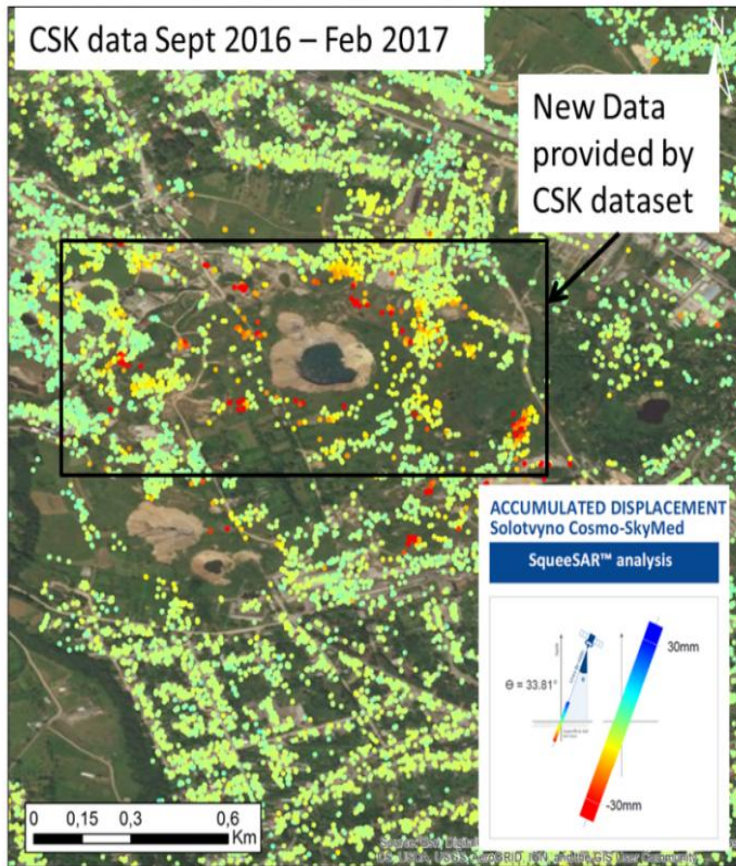 CSK data Sept 2016 – Feb 2017
New Data
provided by
CSK dataset
ACCUMULATED DISPLACEMENT
Solotvyno Cosmo-SkyMed
SqueeSAR™ analysis
30mm
Θ = 33.81°
-30mm
0 0,15 0,3 0,6
Km